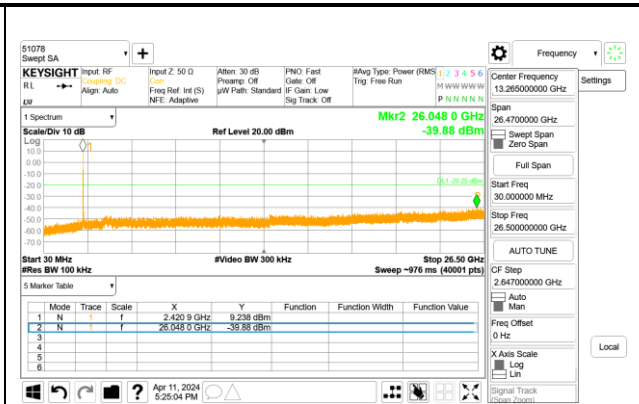 51078
Swept SA
Frequency
KEYSIGHT
RL
Input: RF
Coupling: DC
Align: Auto
Input Z: 50 Ω
Corr
Freq Ref: Int (S)
NFE: Adaptive
Atten: 30 dB
Preamp: Off
µW Path: Standard
PNO: Fast
Gate: Off
IF Gain: Low
Sig Track: Off
#Avg Type: Power (RMS
Trig: Free Run
1 2 3 4 5 6
M W W W W W
P N N N N N
Settings
1 Spectrum
Scale/Div 10 dB
Log
Ref Level 20.00 dBm
Mkr2 26.048 0 GHz
-39.88 dBm
10.0
0.00
-10.0
-20.0
-30.0
-40.0
-50.0
-60.0
-70.0
1
DL1 -20.25 dBm
Start 30 MHz
#Res BW 100 kHz
#Video BW 300 kHz
Stop 26.50 GHz
Sweep ~976 ms (40001 pts)
5 Marker Table
Mode Trace Scale X Y Function Function Width Function Value
1 N 1 f 2.420 9 GHz 9.238 dBm
2 N 1 f 26.048 0 GHz -39.88 dBm
3
4
5
6
Center Frequency
13.265000000 GHz
Span
26.4700000 GHz
Swept Span
Zero Span
Full Span
Start Freq
30.000000 MHz
Stop Freq
26.500000000 GHz
AUTO TUNE
CF Step
2.647000000 GHz
Auto
Man
Freq Offset
0 Hz
X Axis Scale
Log
Lin
Signal Track
(Span Zoom)
Local
Apr 11, 2024
5:25:04 PM